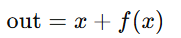 out = x + f(x)